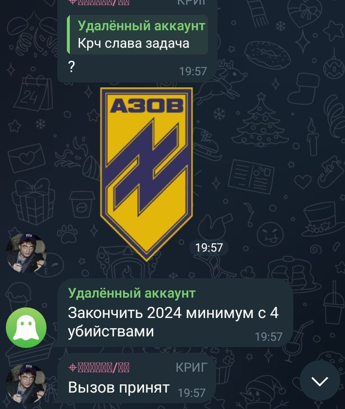 КРИГ
Удалённый аккаунт
Крч слава задача
?
19:57
АЗОВ
19:57
Удалённый аккаунт
Закончить 2024 минимум с 4
убийствами
19:57
КРИГ
Вызов принят
19:57